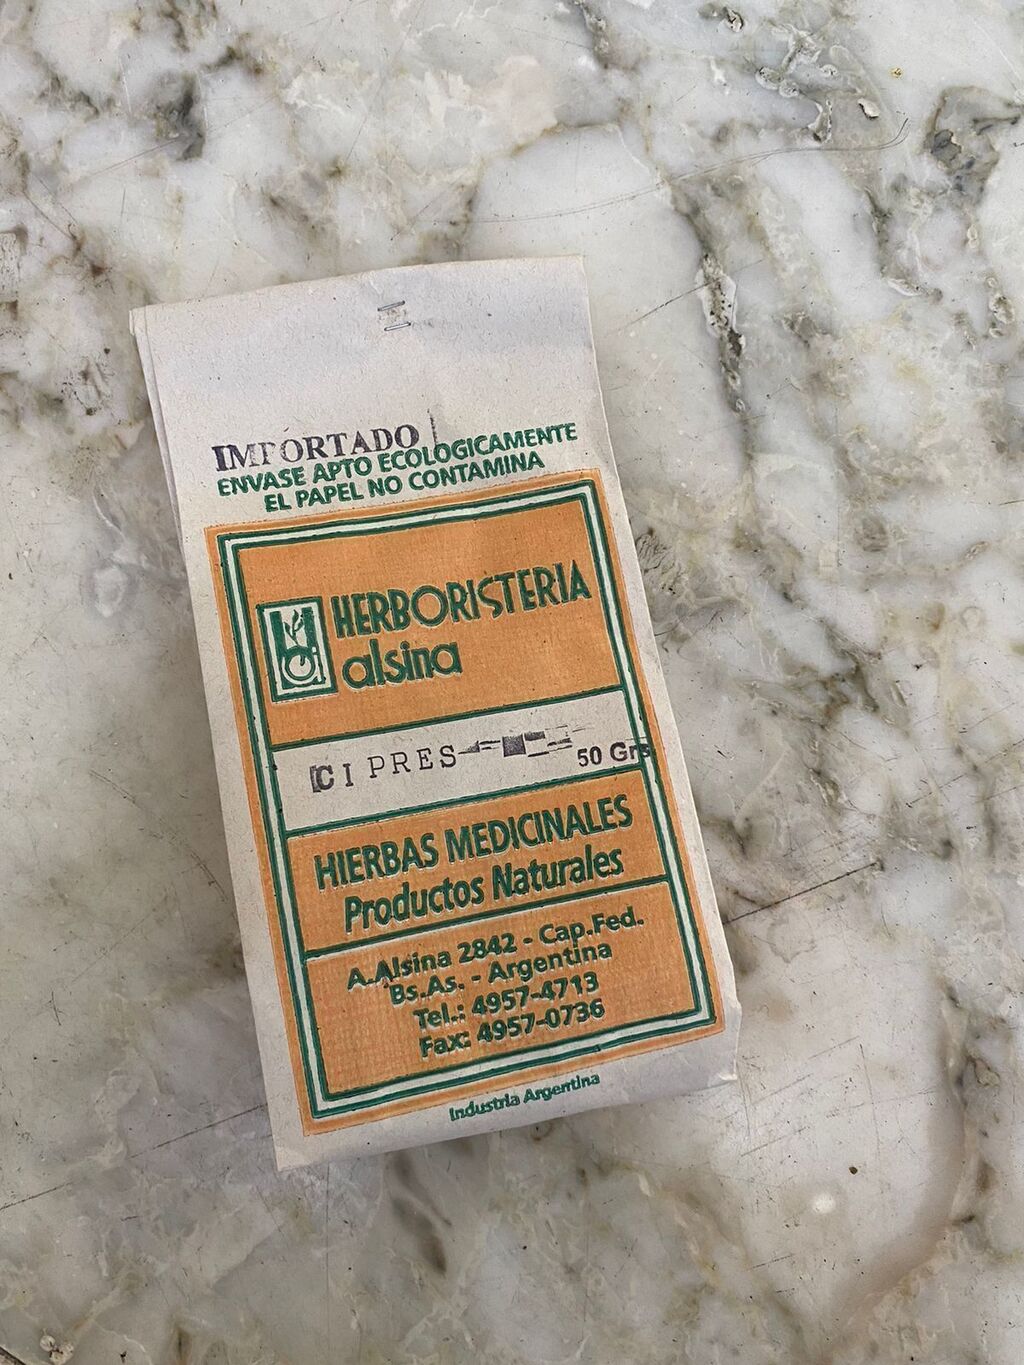 IMPORTADO
ENVASE APTO ECOLOGICAMENTE
EL PAPEL NO CONTAMINA
HERBORISTERIA
alsina
CIPRES
50 Grs
HIERBAS MEDICINALES
Productos Naturales
A.Alsina 2842 - Cap.Fed.
Bs.As. - Argentina
Tel.: 4957-4713
Fax: 4957-0736
Industria Argentina